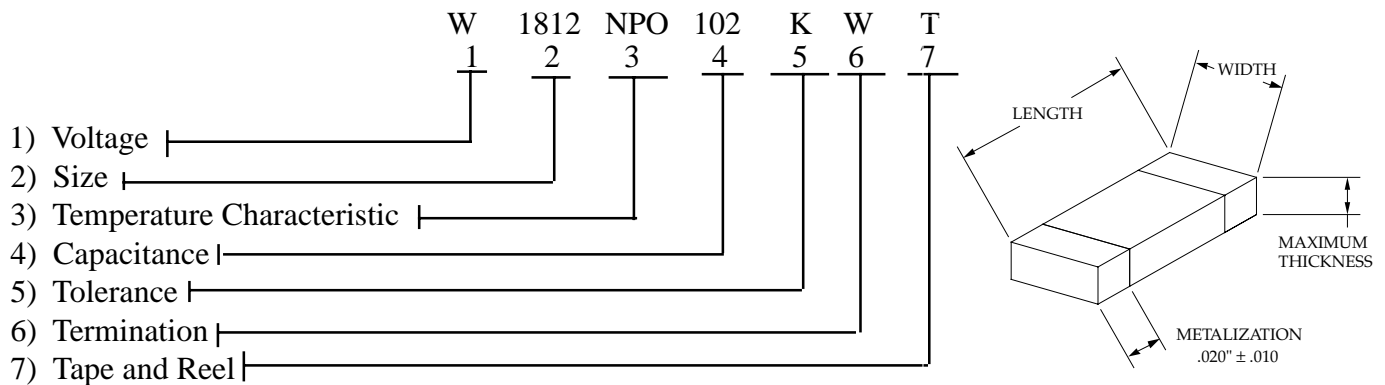 W 1812 NPO 102 K W T
1 2 3 4 5 6 7
1) Voltage
2) Size
3) Temperature Characteristic
4) Capacitance
5) Tolerance
6) Termination
7) Tape and Reel
LENGTH
WIDTH
MAXIMUM
THICKNESS
METALIZATION
.020" ± .010